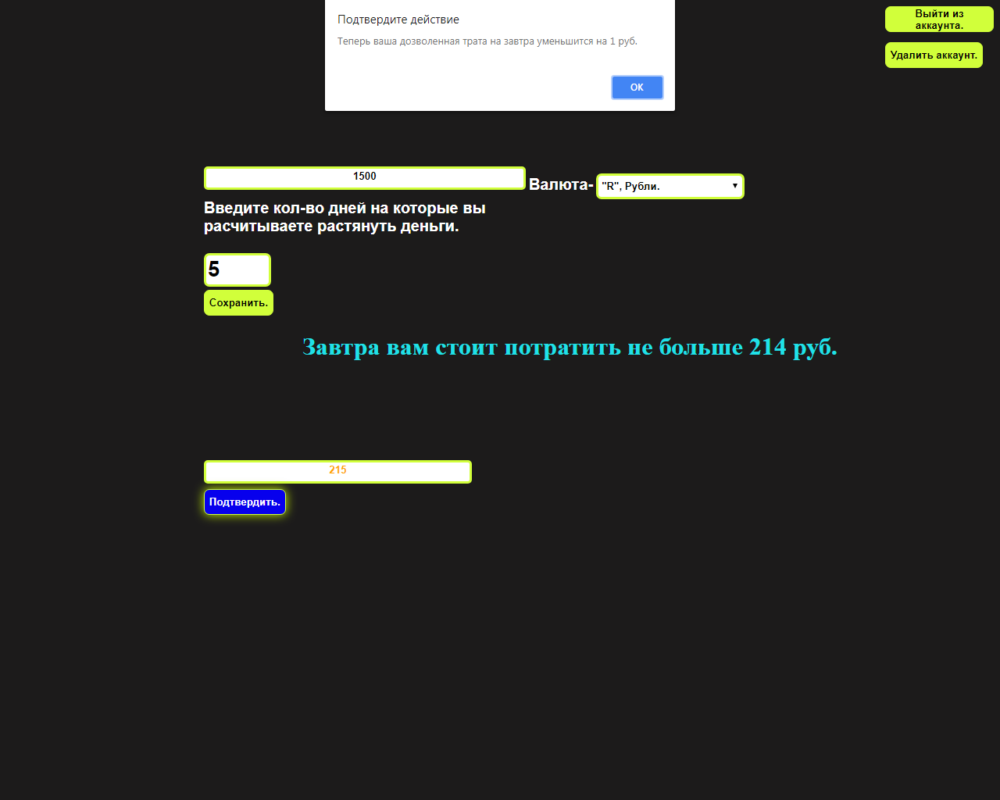 Подтвердите действие
Теперь ваша дозволенная трата на завтра уменьшится на 1 руб.
ОК
Выйти из
аккаунта.
Удалить аккаунт.
1500
Валюта-
"R", Рубли.
Введите кол-во дней на которые вы
расчитываете растянуть деньги.
5
Сохранить.
Завтра вам стоит потратить не больше 214 руб.
215
Подтвердить.